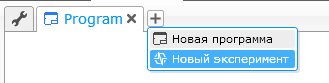 Program
Новая программа
Новый эксперимент